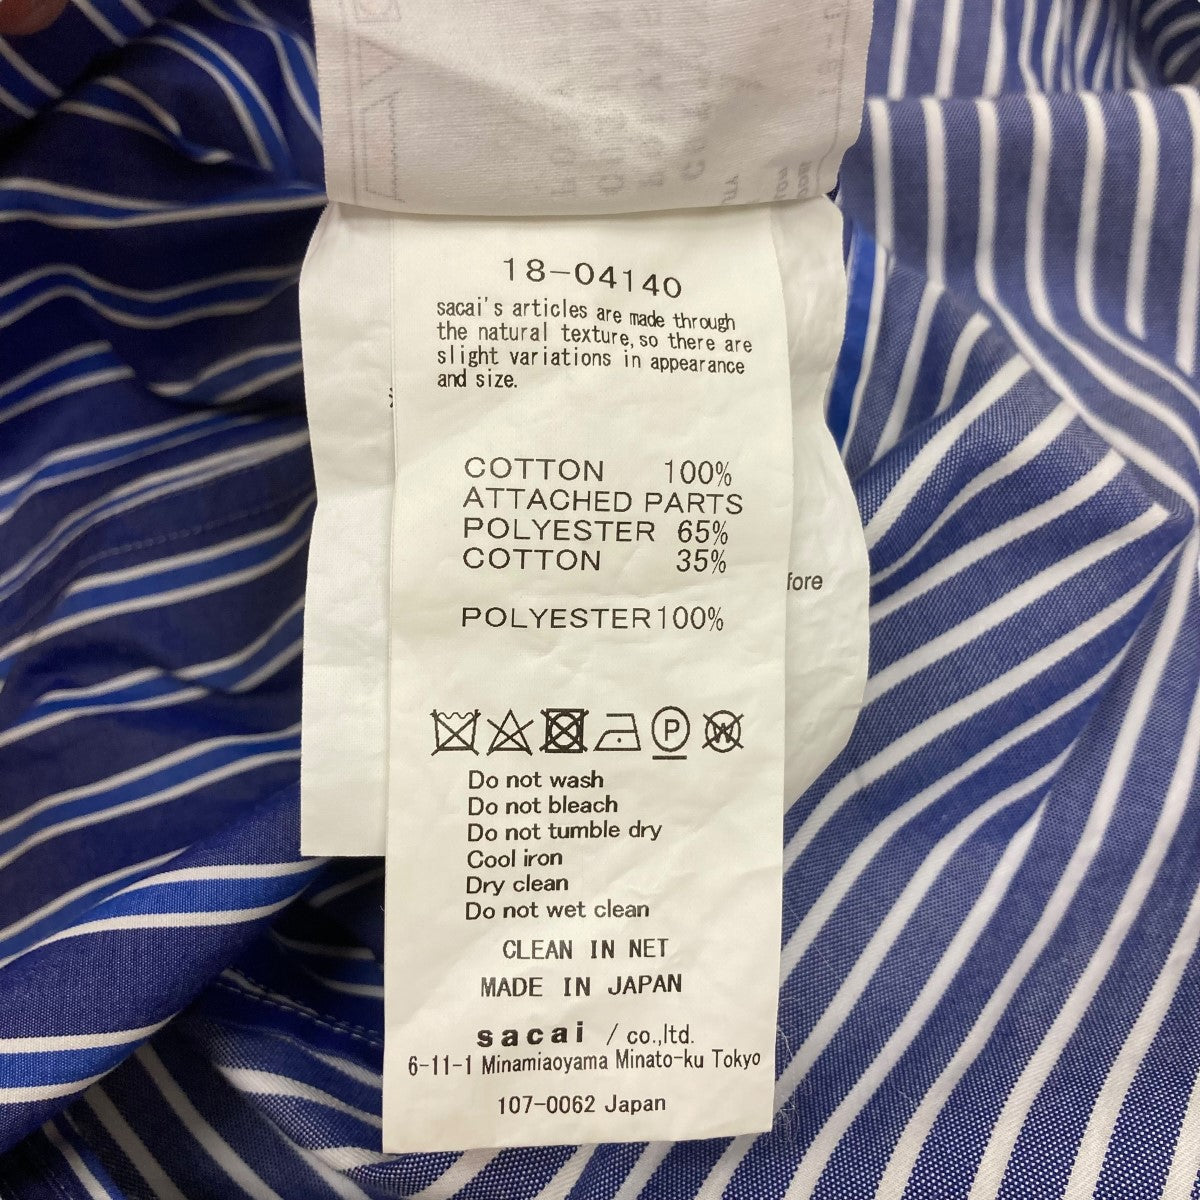 18-04140
sacai's articles are made through
the natural texture, so there are
slight variations in appearance
and size.
COTTON 100%
ATTACHED PARTS
POLYESTER 65%
COTTON 35%
POLYESTER 100%
fore
P
W
Do not wash
Do not bleach
Do not tumble dry
Cool iron
Dry clean
Do not wet clean
CLEAN IN NET
MADE IN JAPAN
sacai / co.,ltd.
6-11-1 Minamiaoyama Minato-ku Tokyo
107-0062 Japan